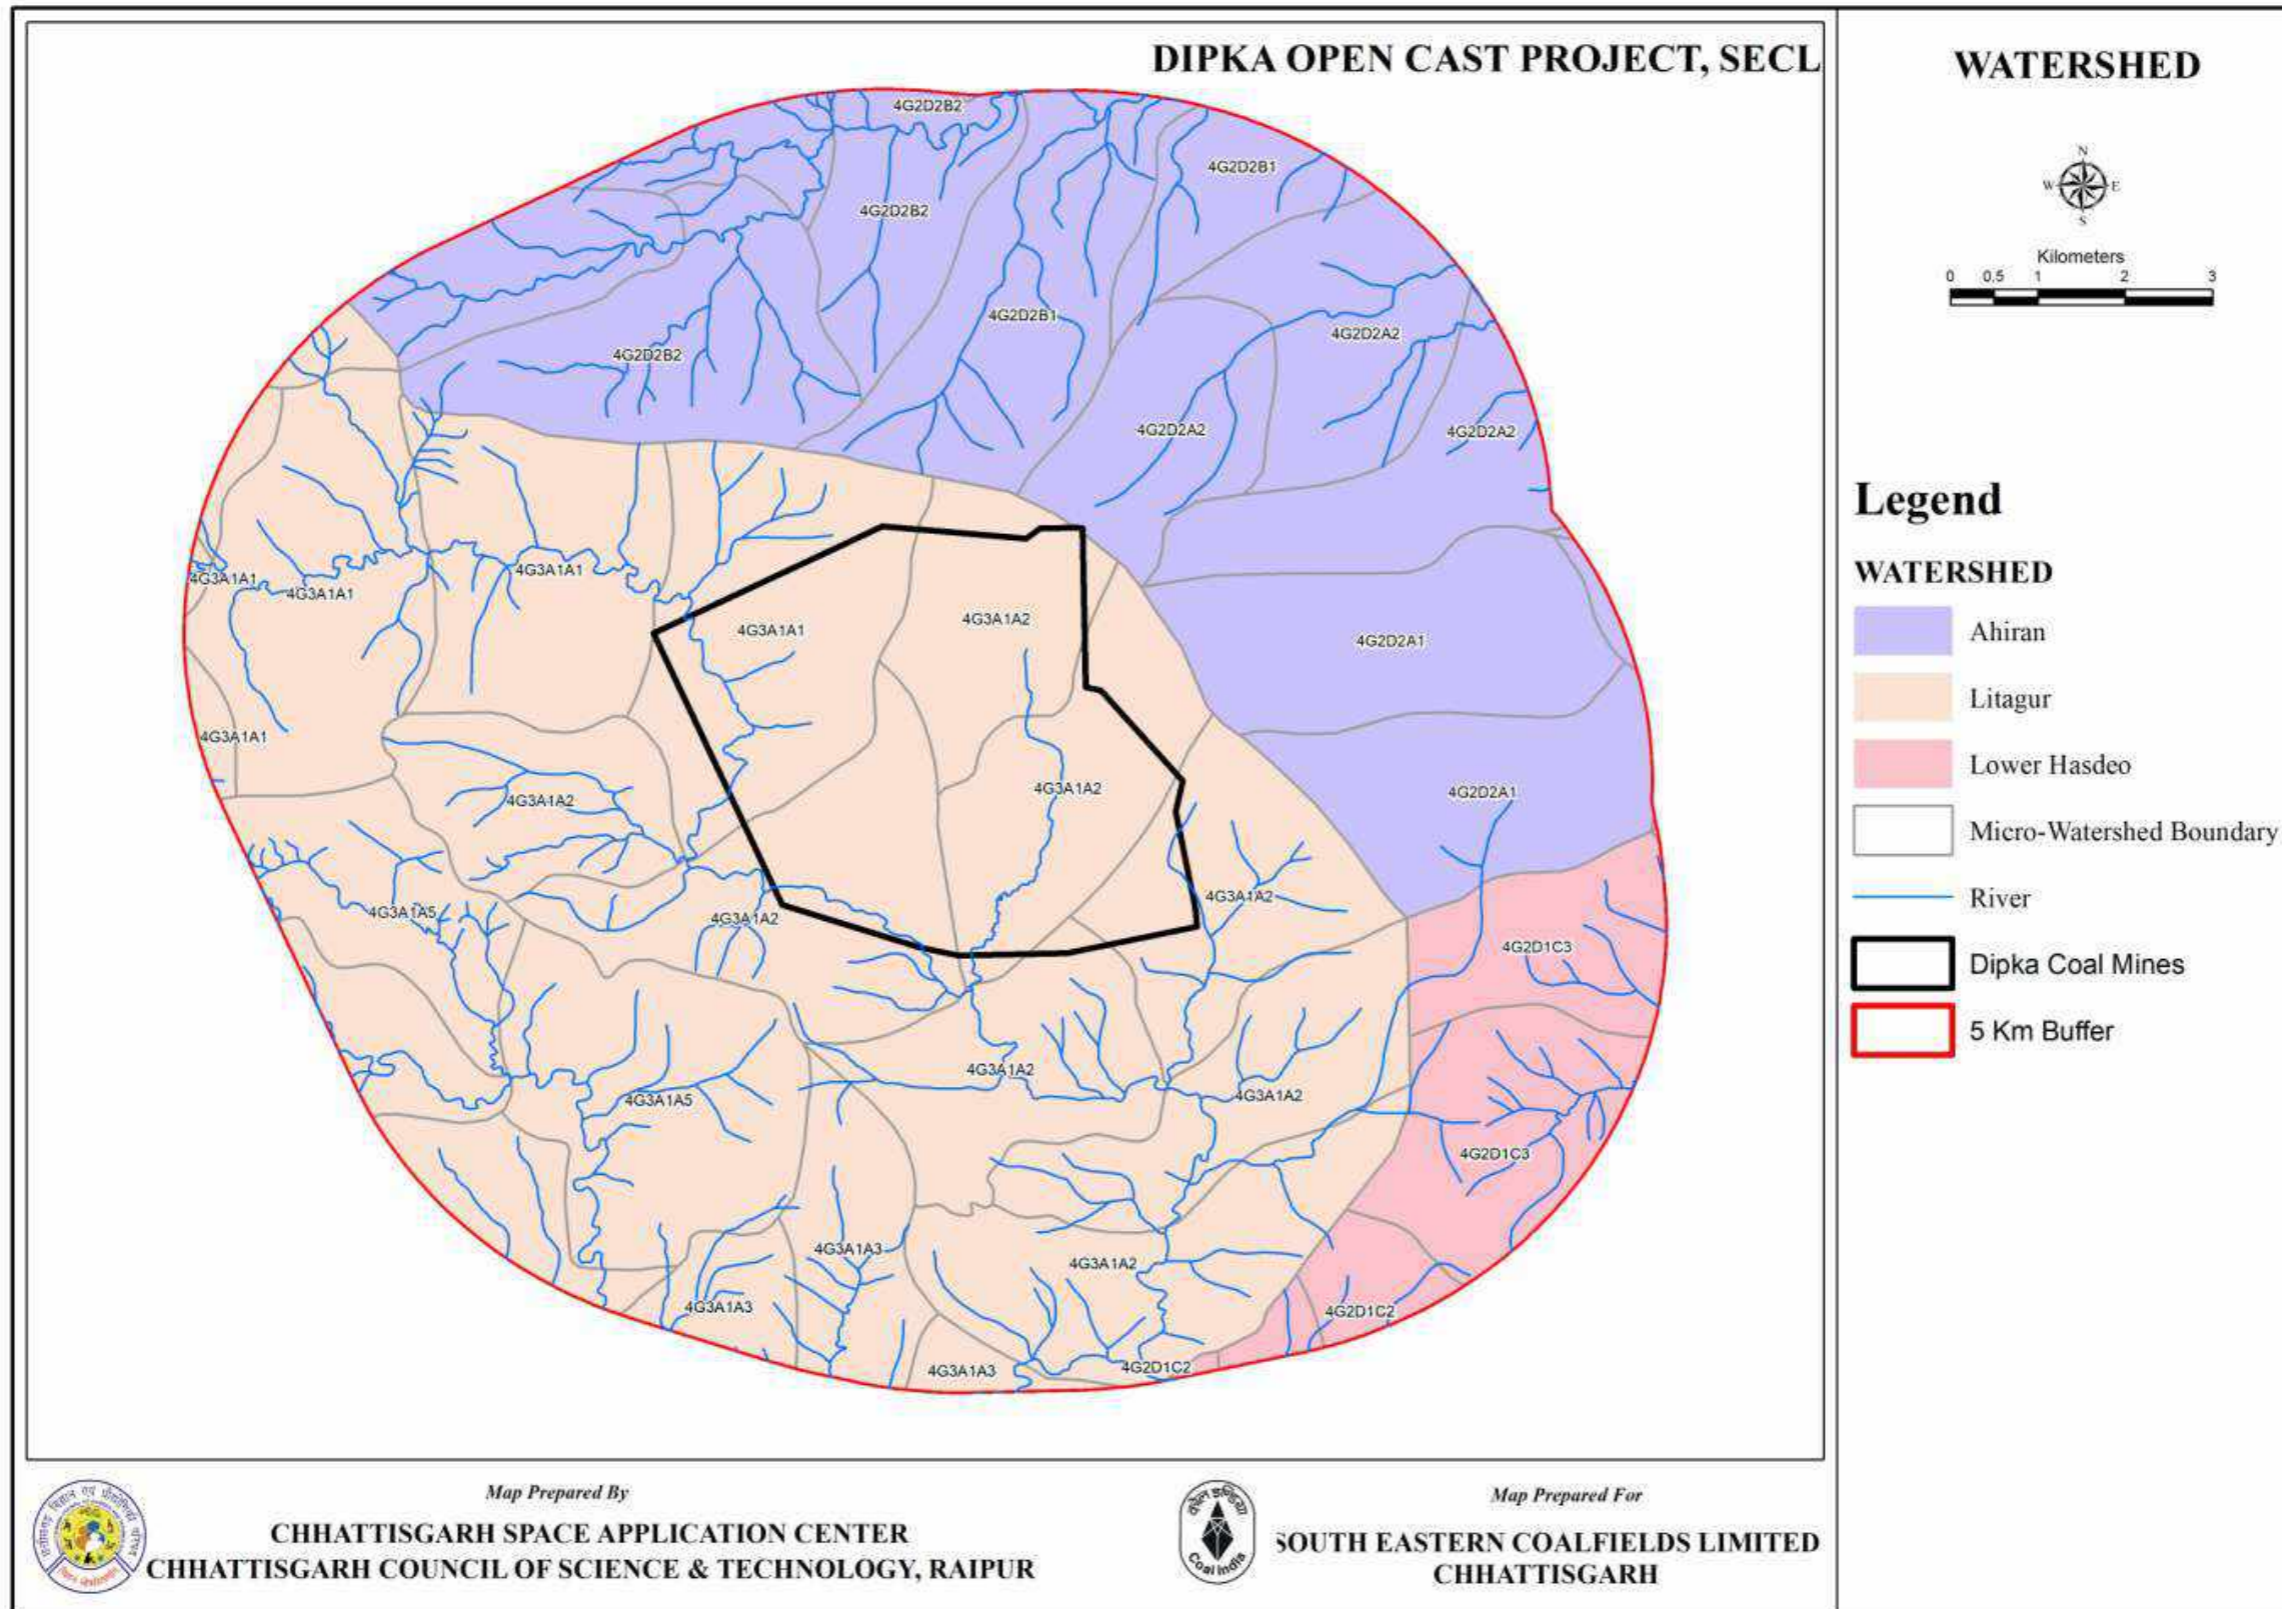 DIPKA OPEN CAST PROJECT, SECL
4G2D2B2
4G2D2B1
4G2D2B2
4G2D2B1
4G2D2A2
4G2D2B2
4G2D2A2
4G2D2A2
4G3A1A1
4G3A1A1
4G3A1A1
4G3A1A2
4G3A1A1
4G2D2A1
4G3A1A1
4G3A1A2
4G3A1A2
4G2D2A1
4G3A1A2
4G3A1A5
4G3A1A2
4G2D1C3
4G3A1A2
4G3A1A5
4G3A1A2
4G2D1C3
4G3A1A3
4G3A1A2
4G3A1A3
4G2D1C2
4G3A1A3
4G2D1C2
WATERSHED
N
W E
S
Kilometers
0 0.5 1 2 3
Legend
WATERSHED
Ahiran
Litagur
Lower Hasdeo
Micro-Watershed Boundary
River
Dipka Coal Mines
5 Km Buffer
Map Prepared By
CHHATTISGARH SPACE APPLICATION CENTER
CHHATTISGARH COUNCIL OF SCIENCE & TECHNOLOGY, RAIPUR
कोल इण्डिया
Coal India
Map Prepared For
SOUTH EASTERN COALFIELDS LIMITED
CHHATTISGARH